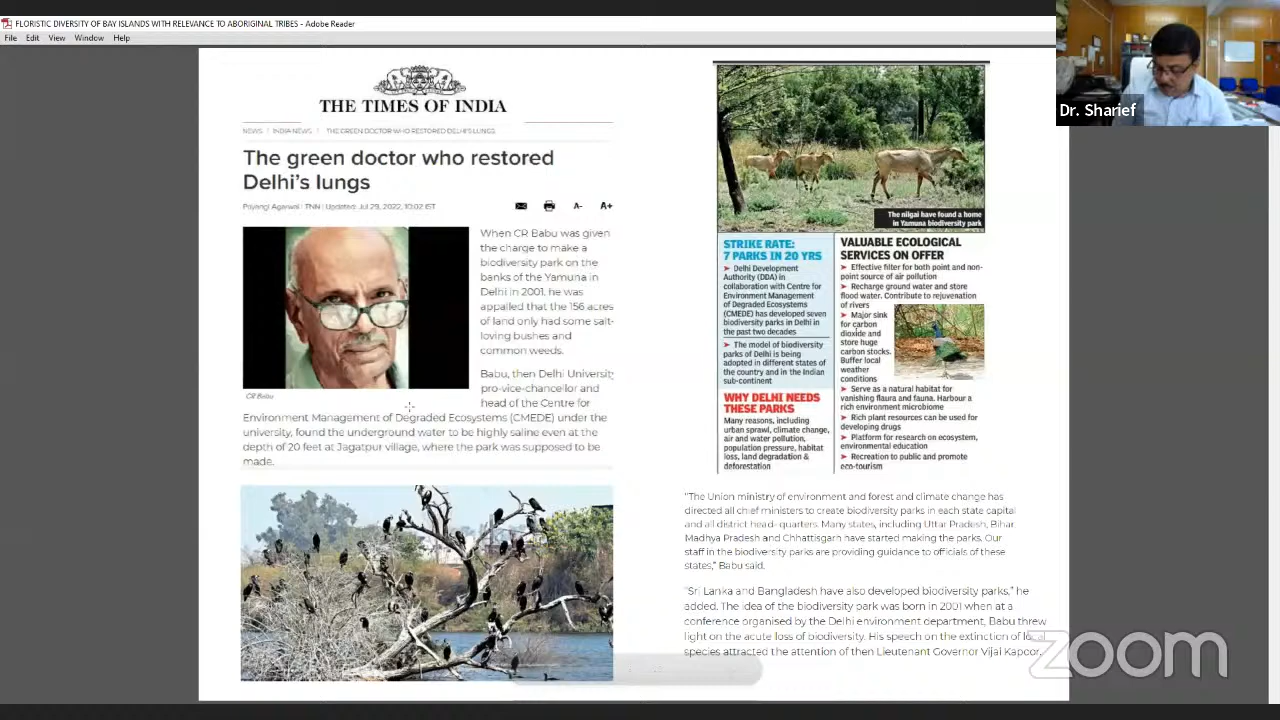 FLORISTIC DIVERSITY OF BAY ISLANDS WITH RELEVANCE TO ABORIGINAL TRIBES - Adobe Reader
File Edit View Window Help
Dr. Sharief
THE TIMES OF INDIA
NEWS / INDIA NEWS / THE GREEN DOCTOR WHO RESTORED DELHI'S LUNGS
The green doctor who restored
Delhi's lungs
Agarwal | TNN | Updated: Jul 29, 2022, 10:02 IST
A- A+
When CR Babu was given
the charge to make a
biodiversity park on the
banks of the Yamuna in
Delhi in 2001, he was
appalled that the 156 acres
of land only had some salt-
loving bushes and
common weeds.
Babu, then Delhi University
pro-vice-chancellor and
head of the Centre for
CR Babu
Environment Management of Degraded Ecosystems (CMEDE) under the
university, found the underground water to be highly saline even at the
depth of 20 feet at Jagatpur village, where the park was supposed to be
made.
The nilgai have found a home
in Yamuna biodiversity park
STRIKE RATE:
7 PARKS IN 20 YRS
➤ Delhi Development
Authority (DDA) in
collaboration with Centre for
Environment Management
of Degraded Ecosystems
(CMEDE) has developed seven
biodiversity parks in Delhi in
the past two decades
➤ The model of biodiversity
parks of Delhi is being
adopted in different states of
the country and in the Indian
sub-continent
WHY DELHI NEEDS
THESE PARKS
Many reasons, including
urban sprawl, climate change,
air and water pollution,
population pressure, habitat
loss, land degradation &
deforestation
VALUABLE ECOLOGICAL
SERVICES ON OFFER
➤ Effective filter for both point and non-
point source of air pollution
➤ Recharge ground water and store
flood water. Contribute to rejuvenation
of rivers
➤ Major sink
for carbon
dioxide and
store huge
carbon stocks.
Buffer local
weather
conditions
➤ Serve as a natural habitat for
vanishing flaura and fauna. Harbour a
rich environment microbiome
➤ Rich plant resources can be used for
developing drugs
➤ Platform for research on ecosystem,
environmental education
➤ Recreation to public and promote
eco-tourism
"The Union ministry of environment and forest and climate change has
directed all chief ministers to create biodiversity parks in each state capital
and all district head-quarters. Many states, including Uttar Pradesh, Bihar,
Madhya Pradesh and Chhattisgarh have started making the parks. Our
staff in the biodiversity parks are providing guidance to officials of these
states," Babu said.
"Sri Lanka and Bangladesh have also developed biodiversity parks," he
added. The idea of the biodiversity park was born in 2001 when at a
conference organised by the Delhi environment department, Babu threw
light on the acute loss of biodiversity. His speech on the extinction of local
species attracted the attention of then Lieutenant Governor Vijai Kapoor.
zoom